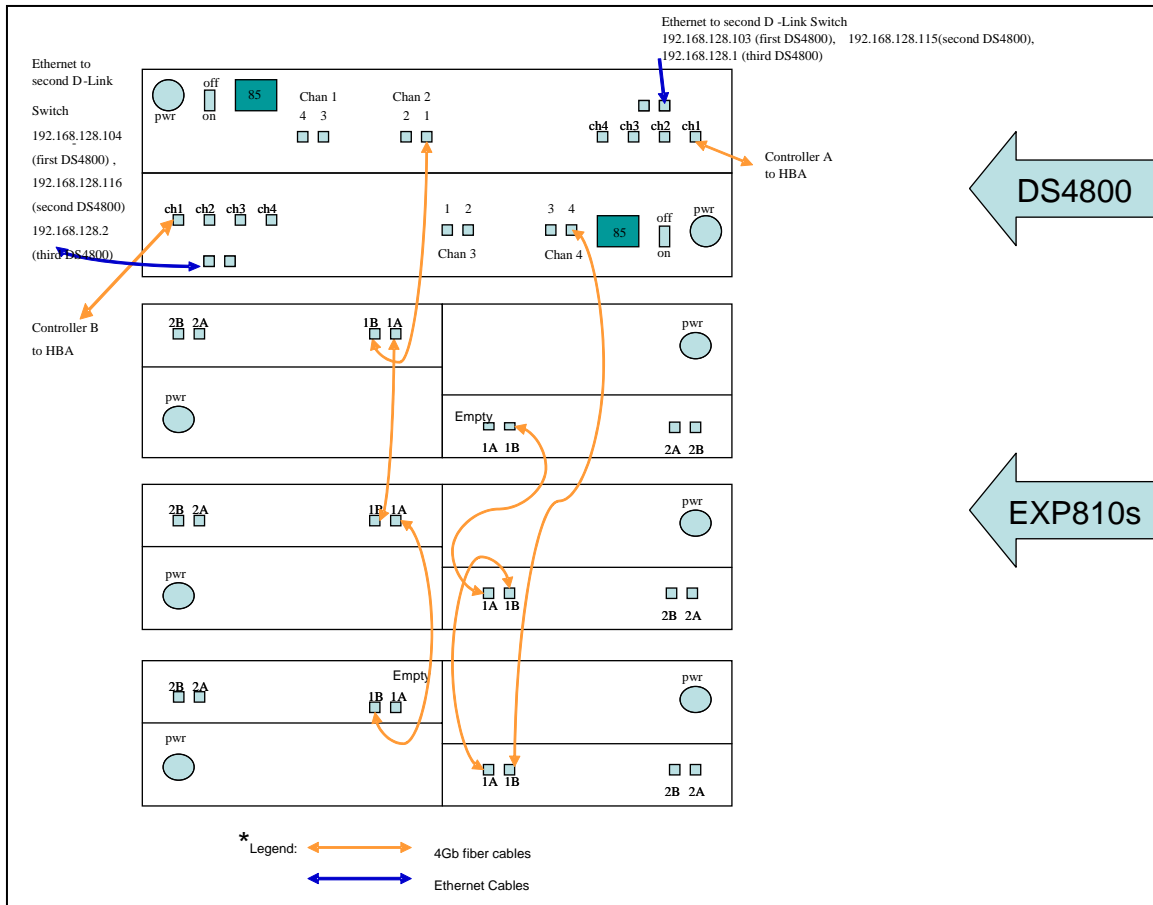 Ethernet to second D -Link Switch
192.168.128.103 (first DS4800),    192.168.128.115(second DS4800),
192.168.128.1 (third DS4800)
Ethernet to
second D-Link
Switch
192.168.128.104
(first DS4800) ,
192.168.128.116
(second DS4800)
192.168.128.2
(third DS4800)
pwr
off
on
85
Chan 1
4 3
Chan 2
2 1
ch4 ch3 ch2 ch1
Controller A
to HBA
DS4800
ch1 ch2 ch3 ch4
1 2
Chan 3
3 4
Chan 4
85
off
on
pwr
Controller B
to HBA
2B 2A
1B 1A
pwr
pwr
Empty
1A 1B
2A 2B
2B 2A
1B 1A
pwr
pwr
1A 1B
2B 2A
EXP810s
2B 2A
Empty
1B 1A
pwr
pwr
1A 1B
2B 2A
*Legend:
4Gb fiber cables
Ethernet Cables